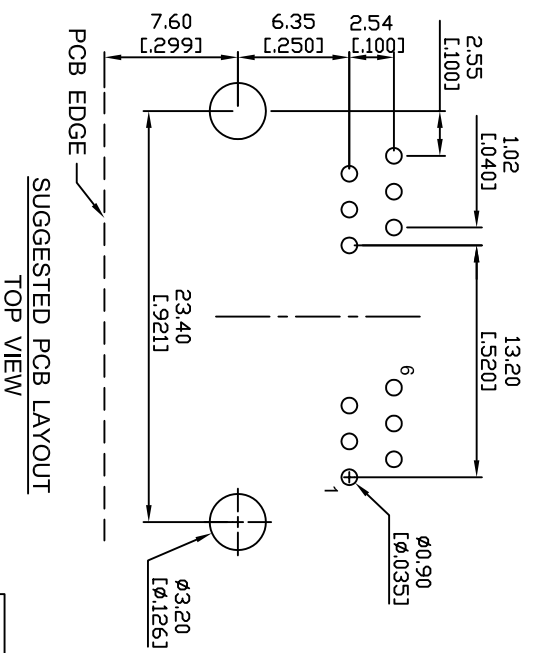 7.60
[.299]
6.35
[.250]
2.54
[.100]
2.55
[.100]
1.02
[.040]
13.20
[.520]
6
1
ø0.90
[ø.035]
23.40
[.921]
ø3.20
[ø.126]
PCB EDGE
SUGGESTED PCB LAYOUT
TOP VIEW